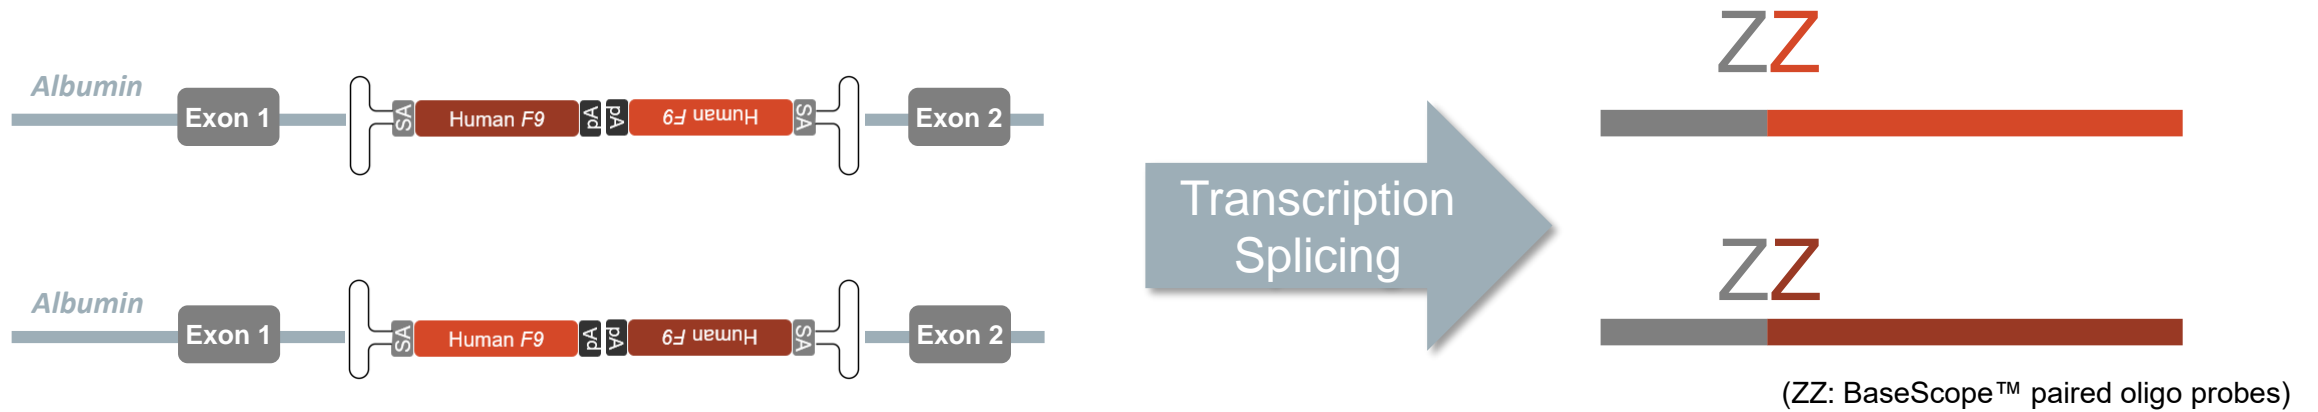 Albumin
Exon 1
SA
Human F9
pA
pA
Human F9
SA
Exon 2
ZZ
Transcription
Splicing
Albumin
Exon 1
SA
Human F9
pA
pA
Human F9
SA
Exon 2
ZZ
(ZZ: BaseScope™ paired oligo probes)